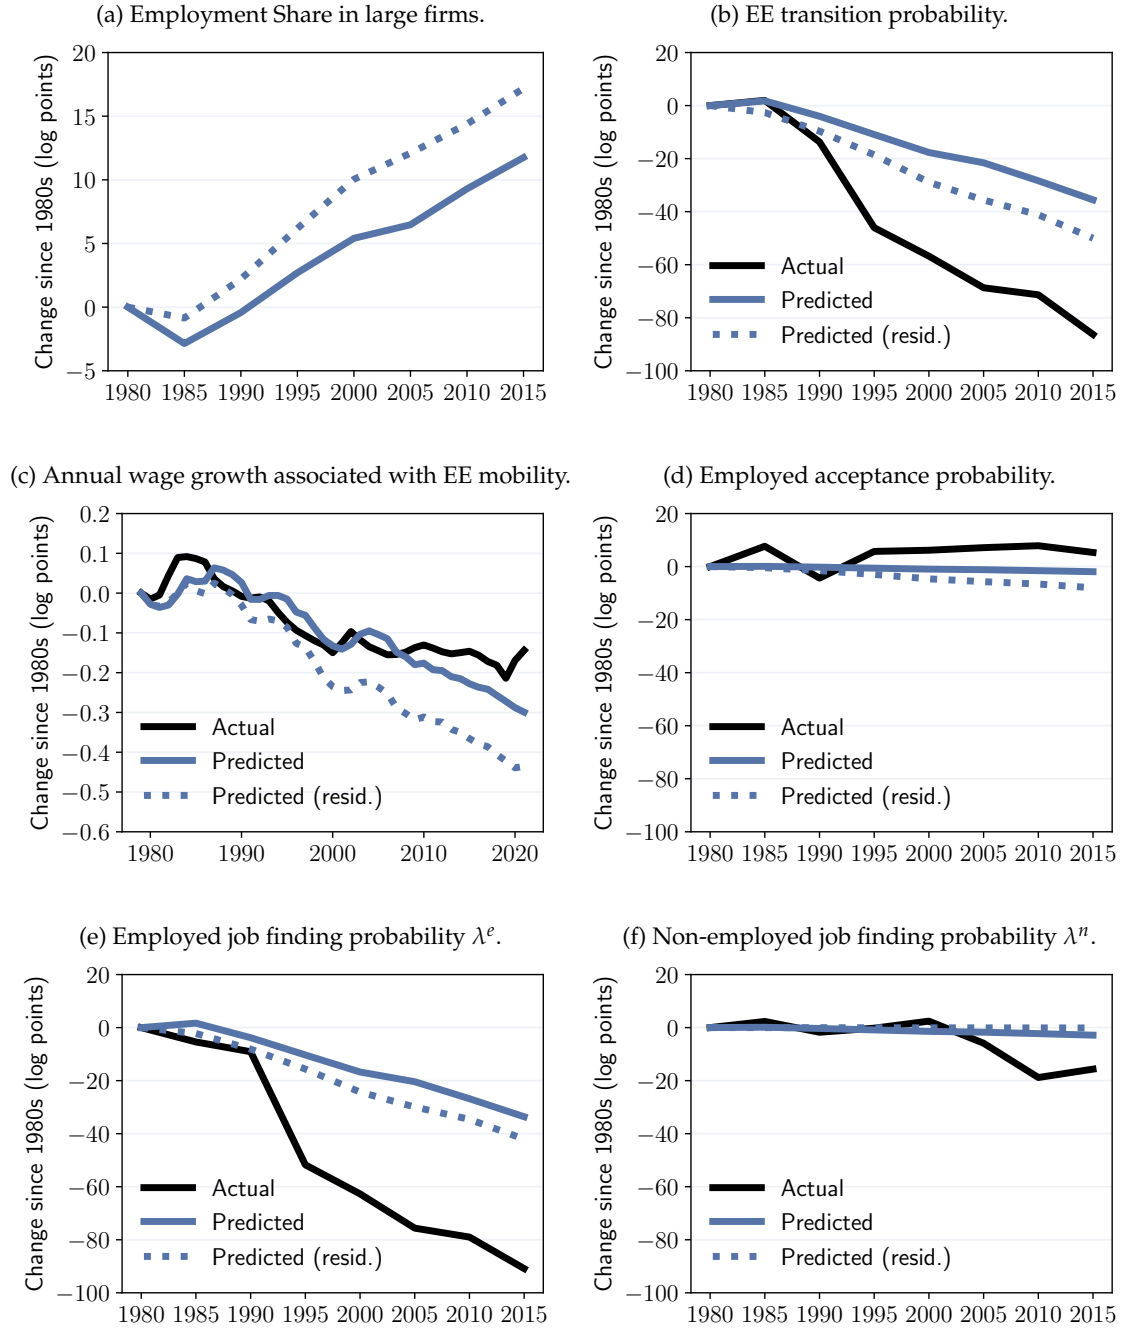 (a) Employment Share in large firms.
Change since 1980s (log points)
20
15
10
5
0
−5
1980 1985 1990 1995 2000 2005 2010 2015
(b) EE transition probability.
Change since 1980s (log points)
20
0
−20
−40
−60
−80
−100
Actual
Predicted
Predicted (resid.)
1980 1985 1990 1995 2000 2005 2010 2015
(c) Annual wage growth associated with EE mobility.
Change since 1980s (log points)
0.2
0.1
0.0
−0.1
−0.2
−0.3
−0.4
−0.5
−0.6
Actual
Predicted
Predicted (resid.)
1980 1990 2000 2010 2020
(d) Employed acceptance probability.
Change since 1980s (log points)
20
0
−20
−40
−60
−80
−100
Actual
Predicted
Predicted (resid.)
1980 1985 1990 1995 2000 2005 2010 2015
(e) Employed job finding probability λᵉ.
Change since 1980s (log points)
20
0
−20
−40
−60
−80
−100
Actual
Predicted
Predicted (resid.)
1980 1985 1990 1995 2000 2005 2010 2015
(f) Non-employed job finding probability λⁿ.
Change since 1980s (log points)
20
0
−20
−40
−60
−80
−100
Actual
Predicted
Predicted (resid.)
1980 1985 1990 1995 2000 2005 2010 2015